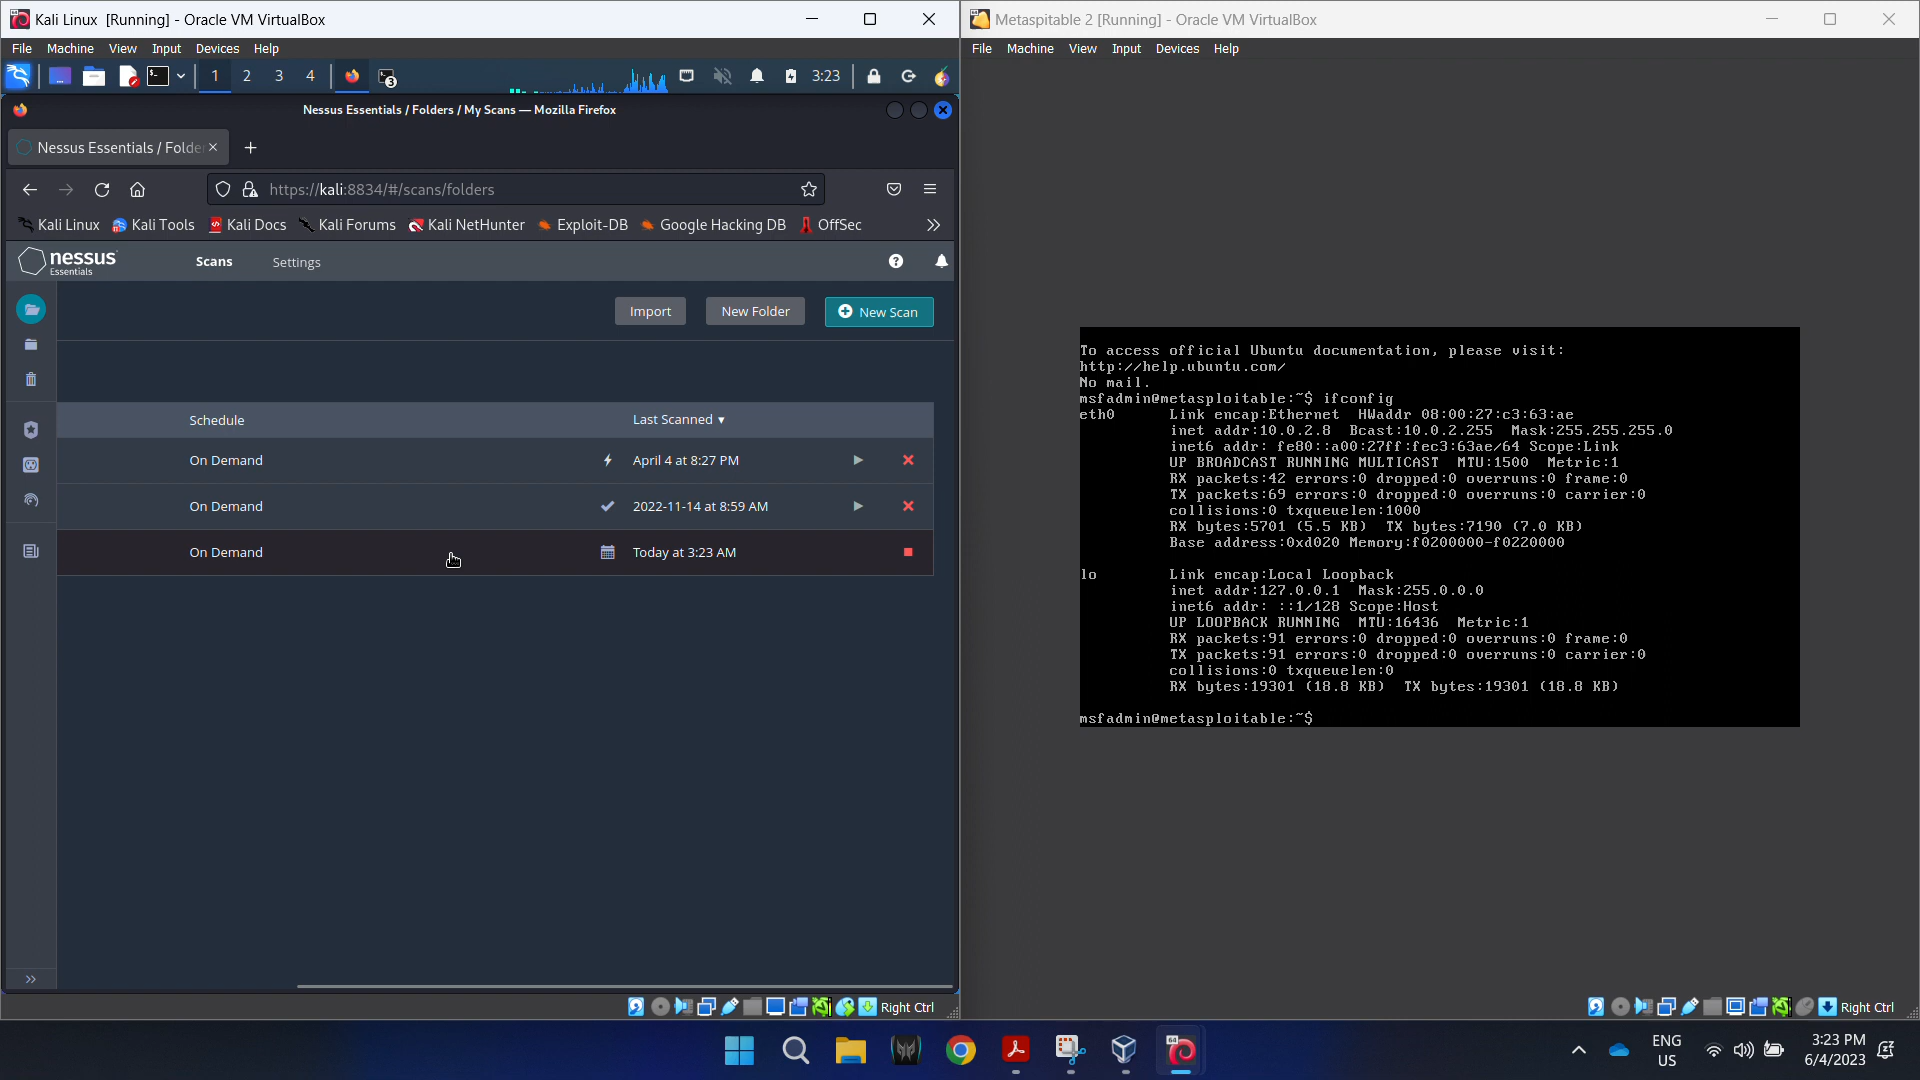 Kali Linux  [Running] - Oracle VM VirtualBox
File Machine View Input Devices Help
1 2 3 4 3 3:23
Nessus Essentials / Folders / My Scans — Mozilla Firefox
Nessus Essentials / Folde
https://kali:8834/#/scans/folders
Kali Linux Kali Tools Kali Docs Kali Forums Kali NetHunter Exploit-DB Google Hacking DB OffSec
nessus Essentials Scans Settings
Import New Folder New Scan
Schedule Last Scanned
On Demand April 4 at 8:27 PM
On Demand 2022-11-14 at 8:59 AM
On Demand Today at 3:23 AM
Right Ctrl
Metaspitable 2 [Running] - Oracle VM VirtualBox
File Machine View Input Devices Help
To access official Ubuntu documentation, please visit:
http://help.ubuntu.com/
No mail.
msfadmin@metasploitable:~$ ifconfig
eth0 Link encap:Ethernet  HWaddr 08:00:27:c3:63:ae
inet addr:10.0.2.8  Bcast:10.0.2.255  Mask:255.255.255.0
inet6 addr: fe80::a00:27ff:fec3:63ae/64 Scope:Link
UP BROADCAST RUNNING MULTICAST  MTU:1500  Metric:1
RX packets:42 errors:0 dropped:0 overruns:0 frame:0
TX packets:69 errors:0 dropped:0 overruns:0 carrier:0
collisions:0 txqueuelen:1000
RX bytes:5701 (5.5 KB)  TX bytes:7190 (7.0 KB)
Base address:0xd020 Memory:f0200000-f0220000
lo Link encap:Local Loopback
inet addr:127.0.0.1  Mask:255.0.0.0
inet6 addr: ::1/128 Scope:Host
UP LOOPBACK RUNNING  MTU:16436  Metric:1
RX packets:91 errors:0 dropped:0 overruns:0 frame:0
TX packets:91 errors:0 dropped:0 overruns:0 carrier:0
collisions:0 txqueuelen:0
RX bytes:19301 (18.8 KB)  TX bytes:19301 (18.8 KB)
msfadmin@metasploitable:~$
Right Ctrl
ENG
US
3:23 PM
6/4/2023